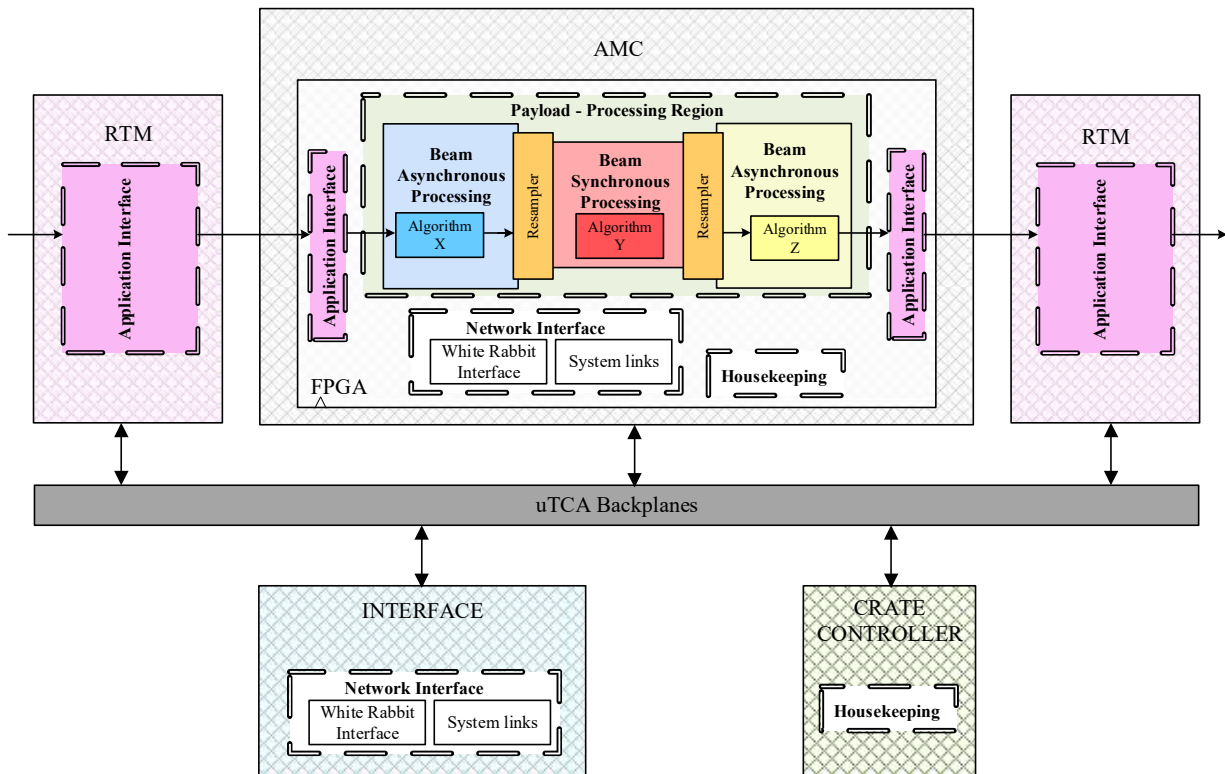 AMC
RTM
Application Interface
FPGA
Application Interface
Payload - Processing Region
Beam
Asynchronous
Processing
Algorithm
X
Resampler
Beam
Synchronous
Processing
Algorithm
Y
Resampler
Beam
Asynchronous
Processing
Algorithm
Z
Application Interface
Network Interface
White Rabbit
Interface
System links
Housekeeping
RTM
Application Interface
uTCA Backplanes
INTERFACE
Network Interface
White Rabbit
Interface
System links
CRATE
CONTROLLER
Housekeeping